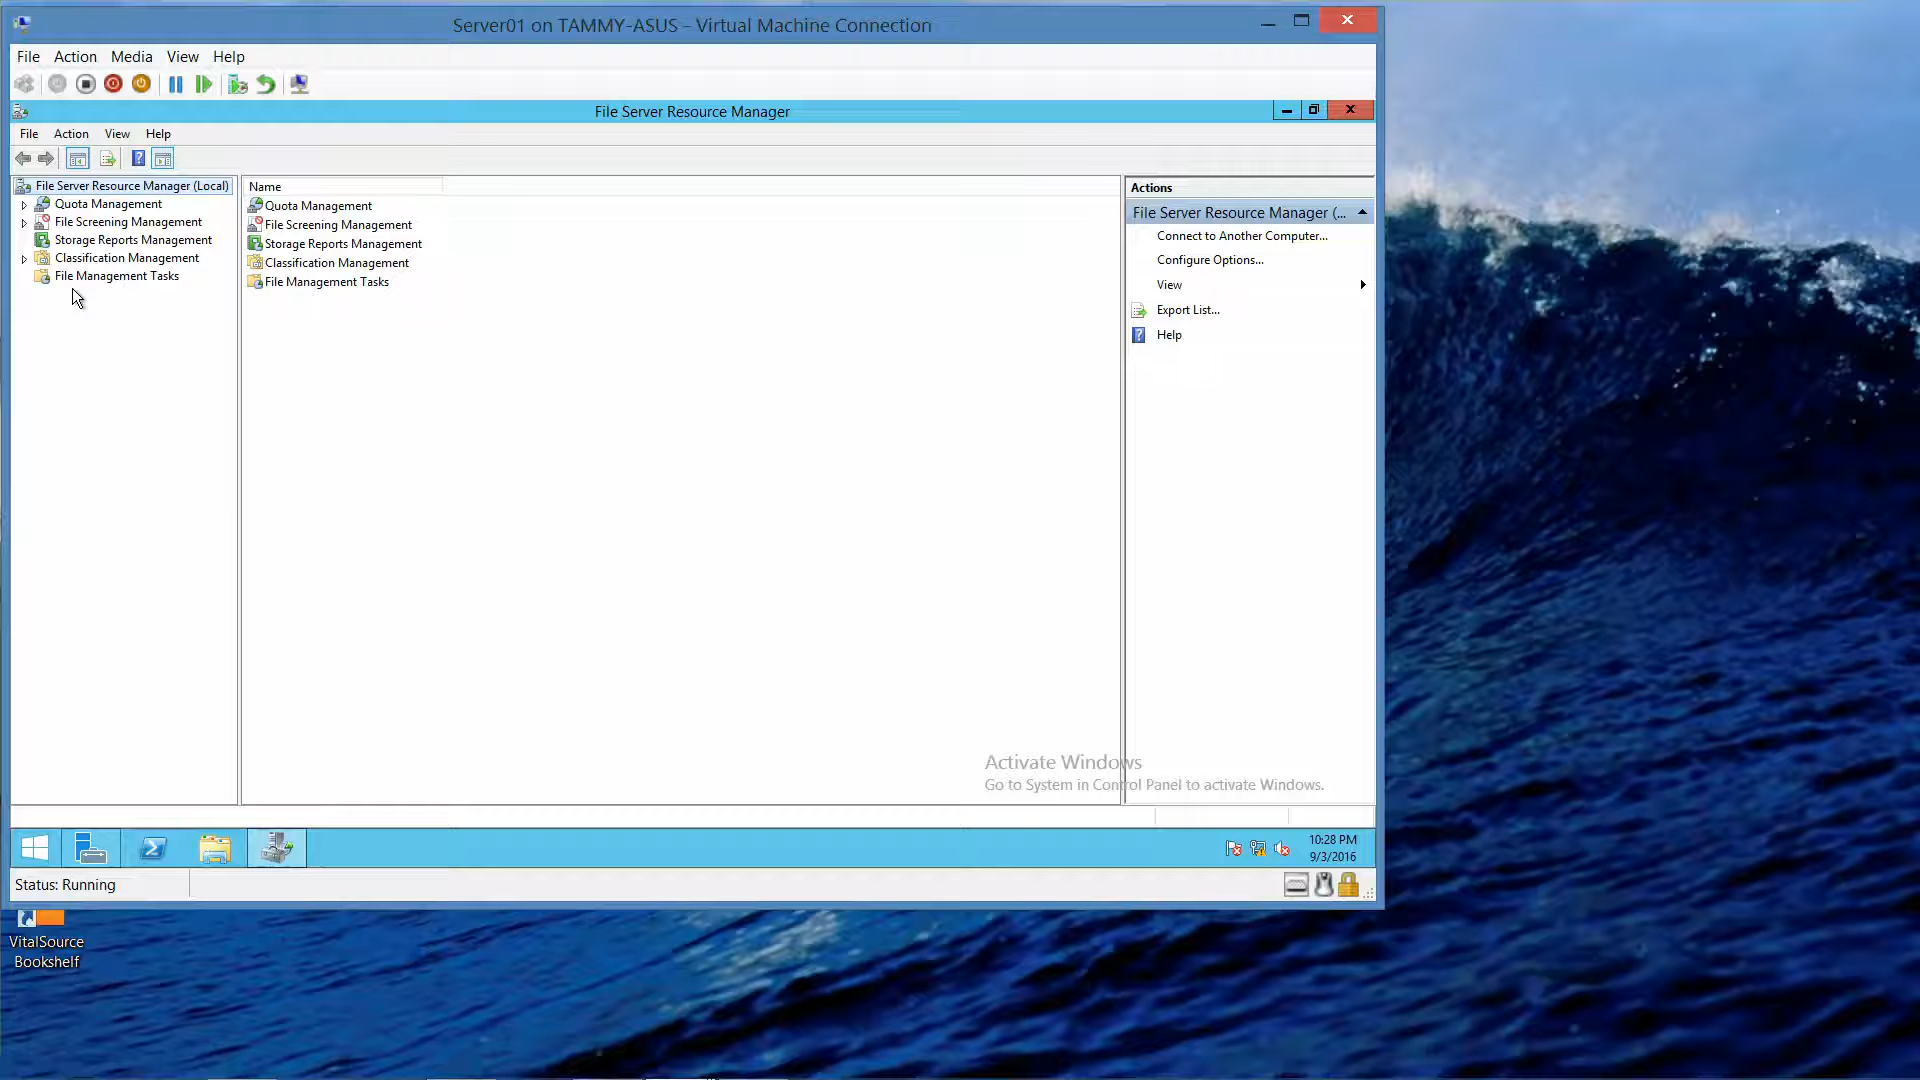 Server01 on TAMMY-ASUS - Virtual Machine Connection
File Action Media View Help
File Server Resource Manager
File Action View Help
File Server Resource Manager (Local)
Quota Management
File Screening Management
Storage Reports Management
Classification Management
File Management Tasks
Name
Quota Management
File Screening Management
Storage Reports Management
Classification Management
File Management Tasks
Actions
File Server Resource Manager (...
Connect to Another Computer...
Configure Options...
View
Export List...
Help
Activate Windows
Go to System in Control Panel to activate Windows.
10:28 PM
9/3/2016
Status: Running
VitalSource
Bookshelf